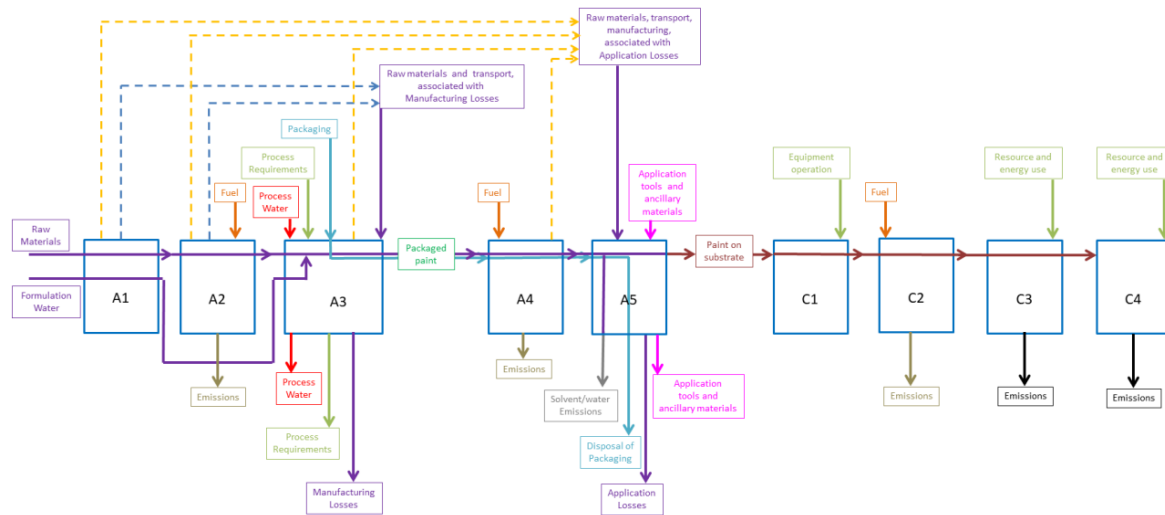 Raw materials, transport,
manufacturing,
associated with
Application Losses
Raw materials and transport,
associated with
Manufacturing Losses
Packaging
Process
Requirements
Equipment
operation
Resource and
energy use
Resource and
energy use
Application
tools and
ancillary
materials
Fuel
Process
Water
Fuel
Fuel
Raw
Materials
Packaged
paint
Paint on
substrate
Formulation
Water
A1
A2
A3
A4
A5
C1
C2
C3
C4
Emissions
Process
Water
Emissions
Solvent/water
Emissions
Application
tools and
ancillary materials
Emissions
Emissions
Emissions
Process
Requirements
Disposal of
Packaging
Manufacturing
Losses
Application
Losses